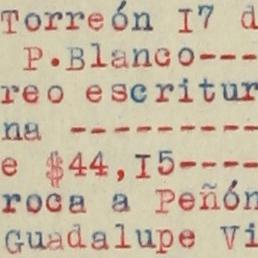 Torreón I7 d
P.Blanco---
reo escritur
na ---------
e $44,I5----
roca a Peñón
Guadalupe Vi